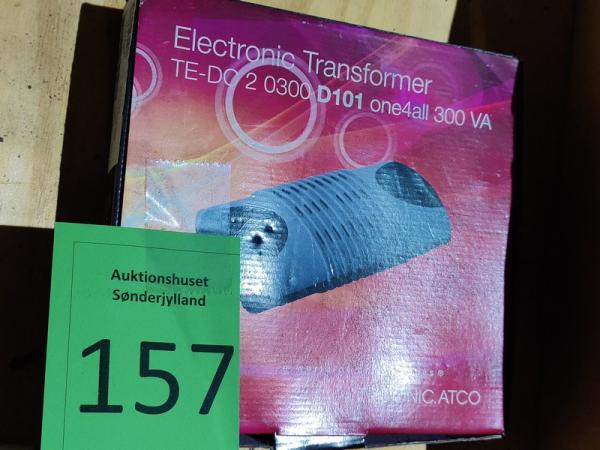 Electronic Transformer
TE-DC 2 0300 D101 one4all 300 VA
Auktionshuset
Sønderjylland
157
NIC.ATCO